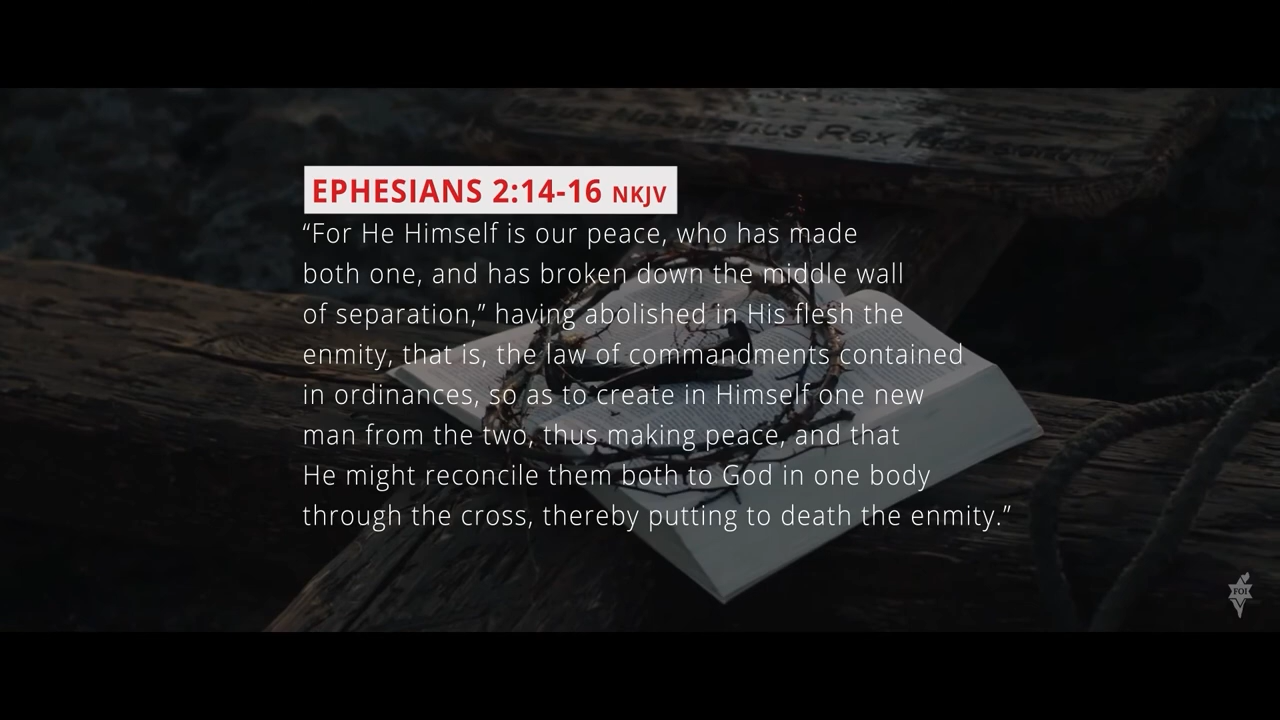 EPHESIANS 2:14-16 NKJV
“For He Himself is our peace, who has made
both one, and has broken down the middle wall
of separation,” having abolished in His flesh the
enmity, that is, the law of commandments contained
in ordinances, so as to create in Himself one new
man from the two, thus making peace, and that
He might reconcile them both to God in one body
through the cross, thereby putting to death the enmity.”
Rex
FOI